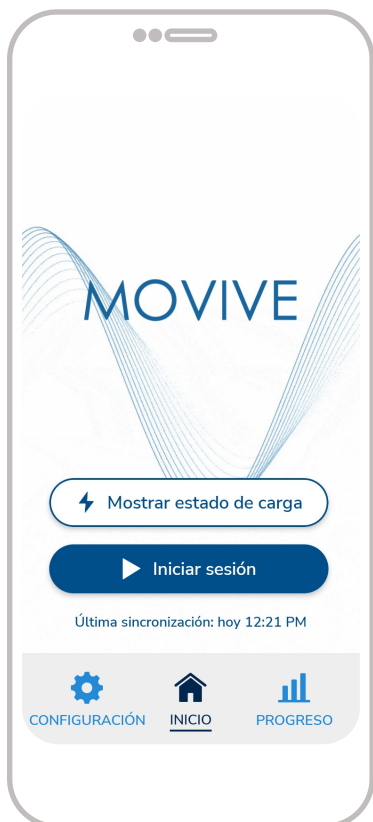 MOVIVE
Mostrar estado de carga
Iniciar sesión
Última sincronización: hoy 12:21 PM
CONFIGURACIÓN INICIO PROGRESO